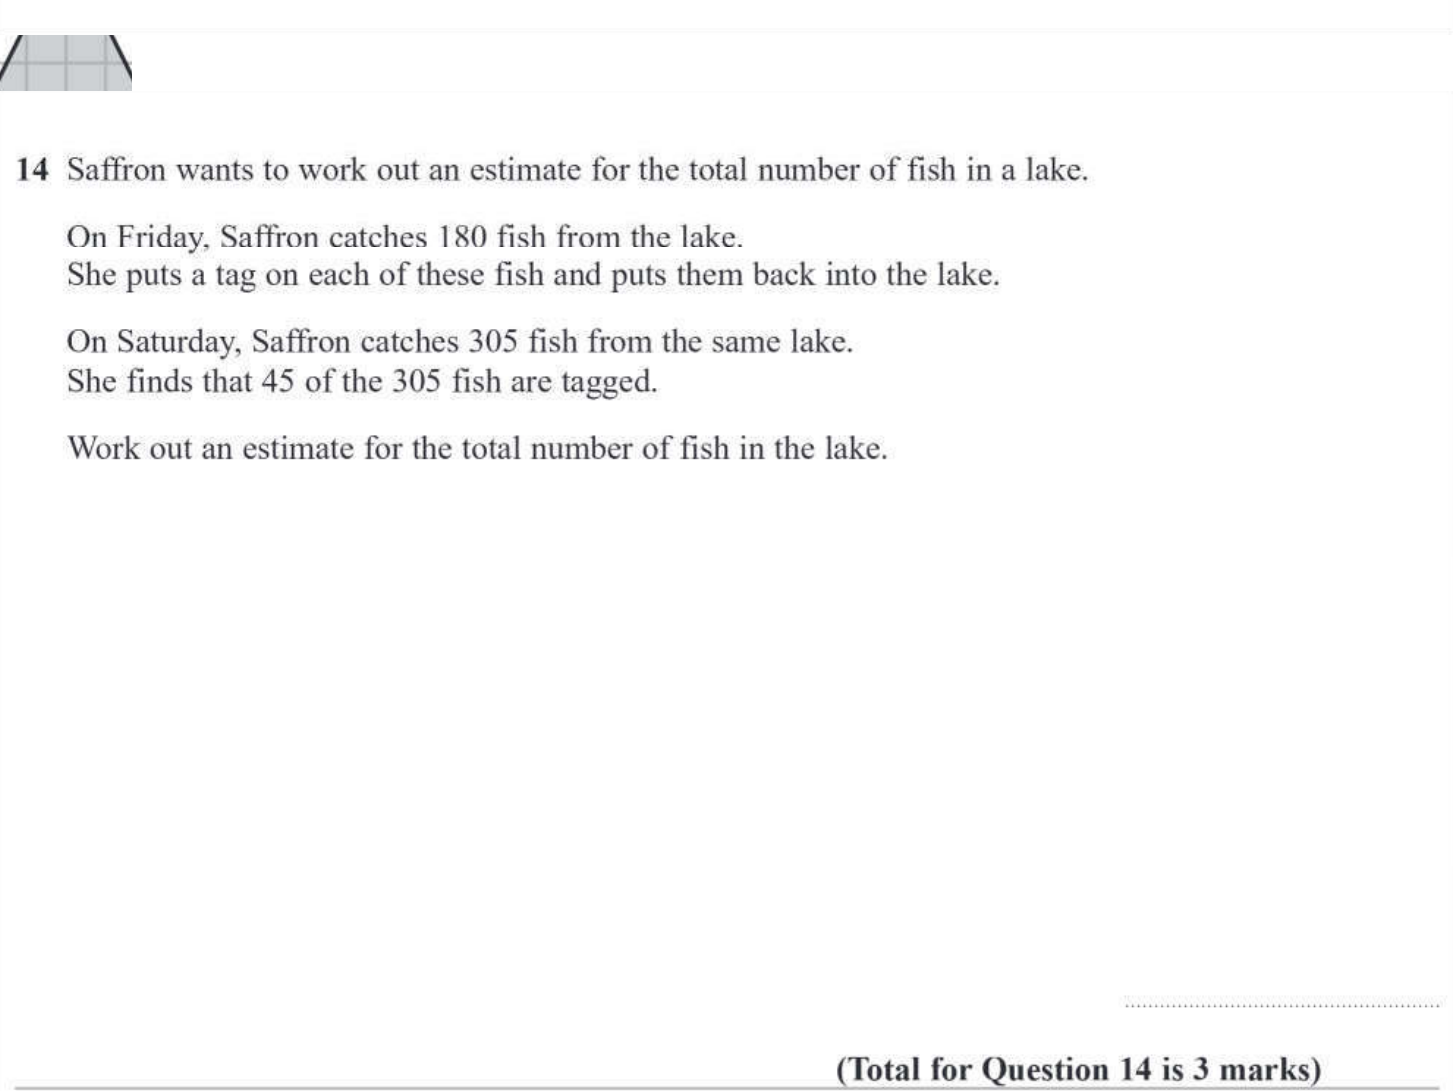 14 Saffron wants to work out an estimate for the total number of fish in a lake.
On Friday, Saffron catches 180 fish from the lake.
She puts a tag on each of these fish and puts them back into the lake.
On Saturday, Saffron catches 305 fish from the same lake.
She finds that 45 of the 305 fish are tagged.
Work out an estimate for the total number of fish in the lake.
(Total for Question 14 is 3 marks)